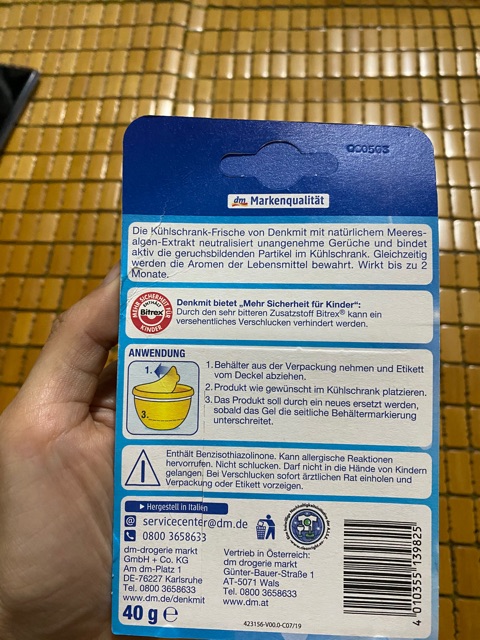 000563
dm Markenqualität
Die Kühlschrank-Frische von Denkmit mit natürlichem Meeres-
algen-Extrakt neutralisiert unangenehme Gerüche und bindet
aktiv die geruchsbildenden Partikel im Kühlschrank. Gleichzeitig
werden die Aromen der Lebensmittel bewahrt. Wirkt bis zu 2
Monate.
MEHR SICHERHEIT FÜR
ENTHÄLT
Bitrex®
KINDER
Denkmit bietet „Mehr Sicherheit für Kinder":
Durch den sehr bitteren Zusatzstoff Bitrex® kann ein
versehentliches Verschlucken verhindert werden.
ANWENDUNG
1.
3.
1. Behälter aus der Verpackung nehmen und Etikett
vom Deckel abziehen.
2. Produkt wie gewünscht im Kühlschrank platzieren.
3. Das Produkt soll durch ein neues ersetzt werden,
sobald das Gel die seitliche Behältermarkierung
unterschreitet.
Enthält Benzisothiazolinone. Kann allergische Reaktionen
hervorrufen. Nicht schlucken. Darf nicht in die Hände von Kindern
gelangen. Bei Verschlucken sofort ärztlichen Rat einholen und
Verpackung oder Etikett vorzeigen.
Hergestell in Italien
servicecenter@dm.de
0800 3658633
dm-drogerie markt
GmbH + Co. KG
Am dm-Platz 1
DE-76227 Karlsruhe
Tel. 0800 3658633
www.dm.de/denkmit
Vertrieb in Österreich:
dm drogerie markt
Günter-Bauer-Straße 1
AT-5071 Wals
Tel. 0800 3658633
www.dm.at
40 g e
423156-V00.0-C07/19
4 010355 139825